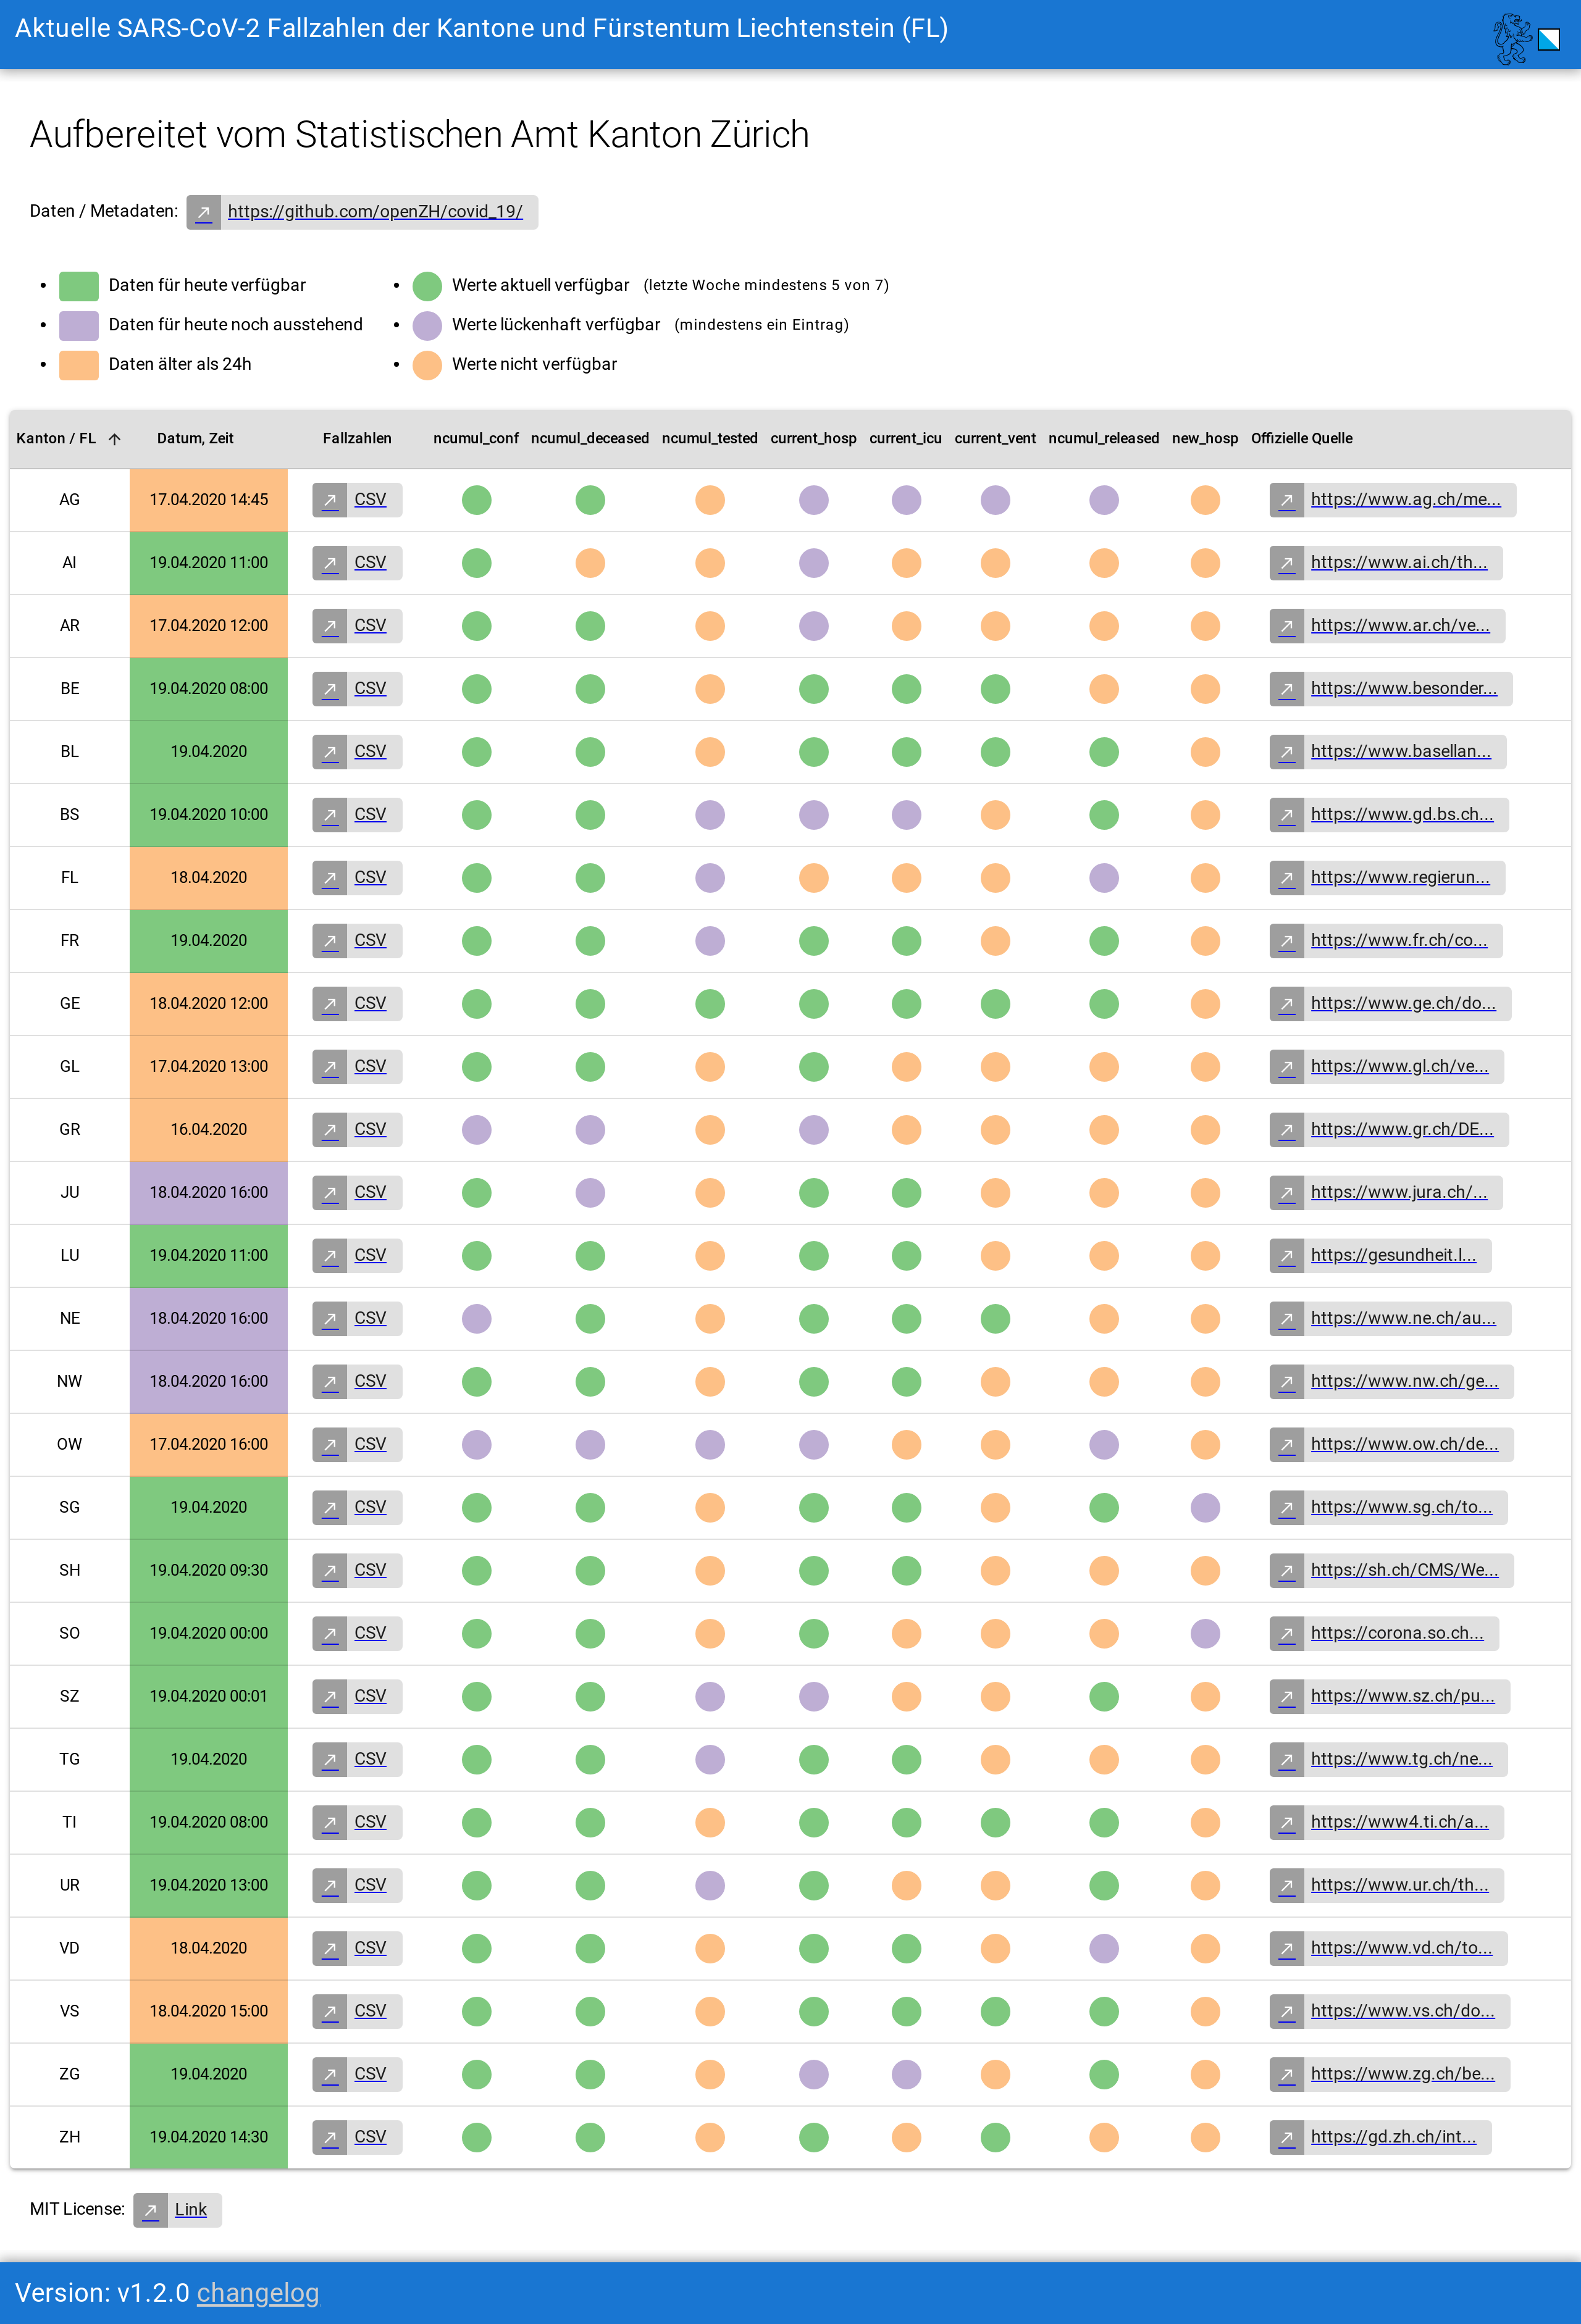 Aktuelle SARS-CoV-2 Fallzahlen der Kantone und Fürstentum Liechtenstein (FL)
Aufbereitet vom Statistischen Amt Kanton Zürich
Daten / Metadaten: https://github.com/openZH/covid_19/
Daten für heute verfügbar
Daten für heute noch ausstehend
Daten älter als 24h
Werte aktuell verfügbar (letzte Woche mindestens 5 von 7)
Werte lückenhaft verfügbar (mindestens ein Eintrag)
Werte nicht verfügbar
Kanton / FL Datum, Zeit Fallzahlen ncumul_conf ncumul_deceased ncumul_tested current_hosp current_icu current_vent ncumul_released new_hosp Offizielle Quelle
AG 17.04.2020 14:45 CSV https://www.ag.ch/me...
AI 19.04.2020 11:00 CSV https://www.ai.ch/th...
AR 17.04.2020 12:00 CSV https://www.ar.ch/ve...
BE 19.04.2020 08:00 CSV https://www.besonder...
BL 19.04.2020 CSV https://www.basellan...
BS 19.04.2020 10:00 CSV https://www.gd.bs.ch...
FL 18.04.2020 CSV https://www.regierun...
FR 19.04.2020 CSV https://www.fr.ch/co...
GE 18.04.2020 12:00 CSV https://www.ge.ch/do...
GL 17.04.2020 13:00 CSV https://www.gl.ch/ve...
GR 16.04.2020 CSV https://www.gr.ch/DE...
JU 18.04.2020 16:00 CSV https://www.jura.ch/...
LU 19.04.2020 11:00 CSV https://gesundheit.l...
NE 18.04.2020 16:00 CSV https://www.ne.ch/au...
NW 18.04.2020 16:00 CSV https://www.nw.ch/ge...
OW 17.04.2020 16:00 CSV https://www.ow.ch/de...
SG 19.04.2020 CSV https://www.sg.ch/to...
SH 19.04.2020 09:30 CSV https://sh.ch/CMS/We...
SO 19.04.2020 00:00 CSV https://corona.so.ch...
SZ 19.04.2020 00:01 CSV https://www.sz.ch/pu...
TG 19.04.2020 CSV https://www.tg.ch/ne...
TI 19.04.2020 08:00 CSV https://www4.ti.ch/a...
UR 19.04.2020 13:00 CSV https://www.ur.ch/th...
VD 18.04.2020 CSV https://www.vd.ch/to...
VS 18.04.2020 15:00 CSV https://www.vs.ch/do...
ZG 19.04.2020 CSV https://www.zg.ch/be...
ZH 19.04.2020 14:30 CSV https://gd.zh.ch/int...
MIT License: Link
Version: v1.2.0 changelog